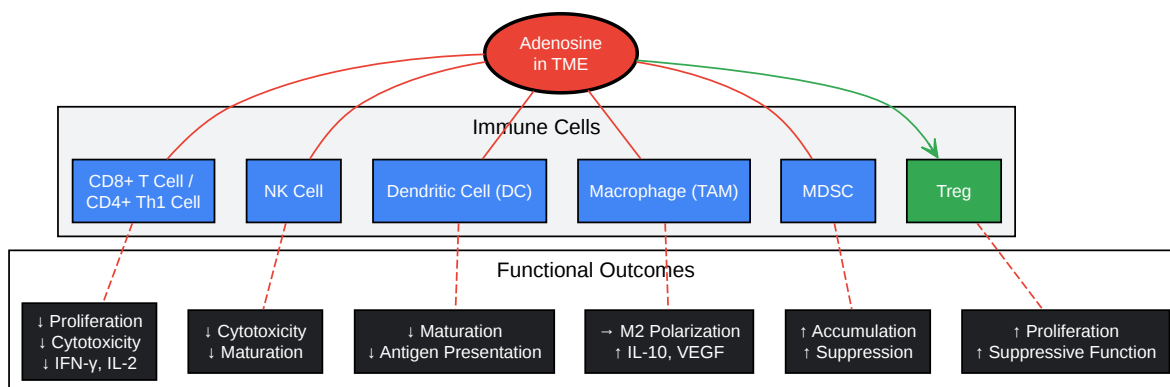 Adenosine
in TME
Immune Cells
CD8+ T Cell /
CD4+ Th1 Cell
NK Cell
Dendritic Cell (DC)
Macrophage (TAM)
MDSC
Treg
Functional Outcomes
↓ Proliferation
↓ Cytotoxicity
↓ IFN-γ, IL-2
↓ Cytotoxicity
↓ Maturation
↓ Maturation
↓ Antigen Presentation
→ M2 Polarization
↑ IL-10, VEGF
↑ Accumulation
↑ Suppression
↑ Proliferation
↑ Suppressive Function